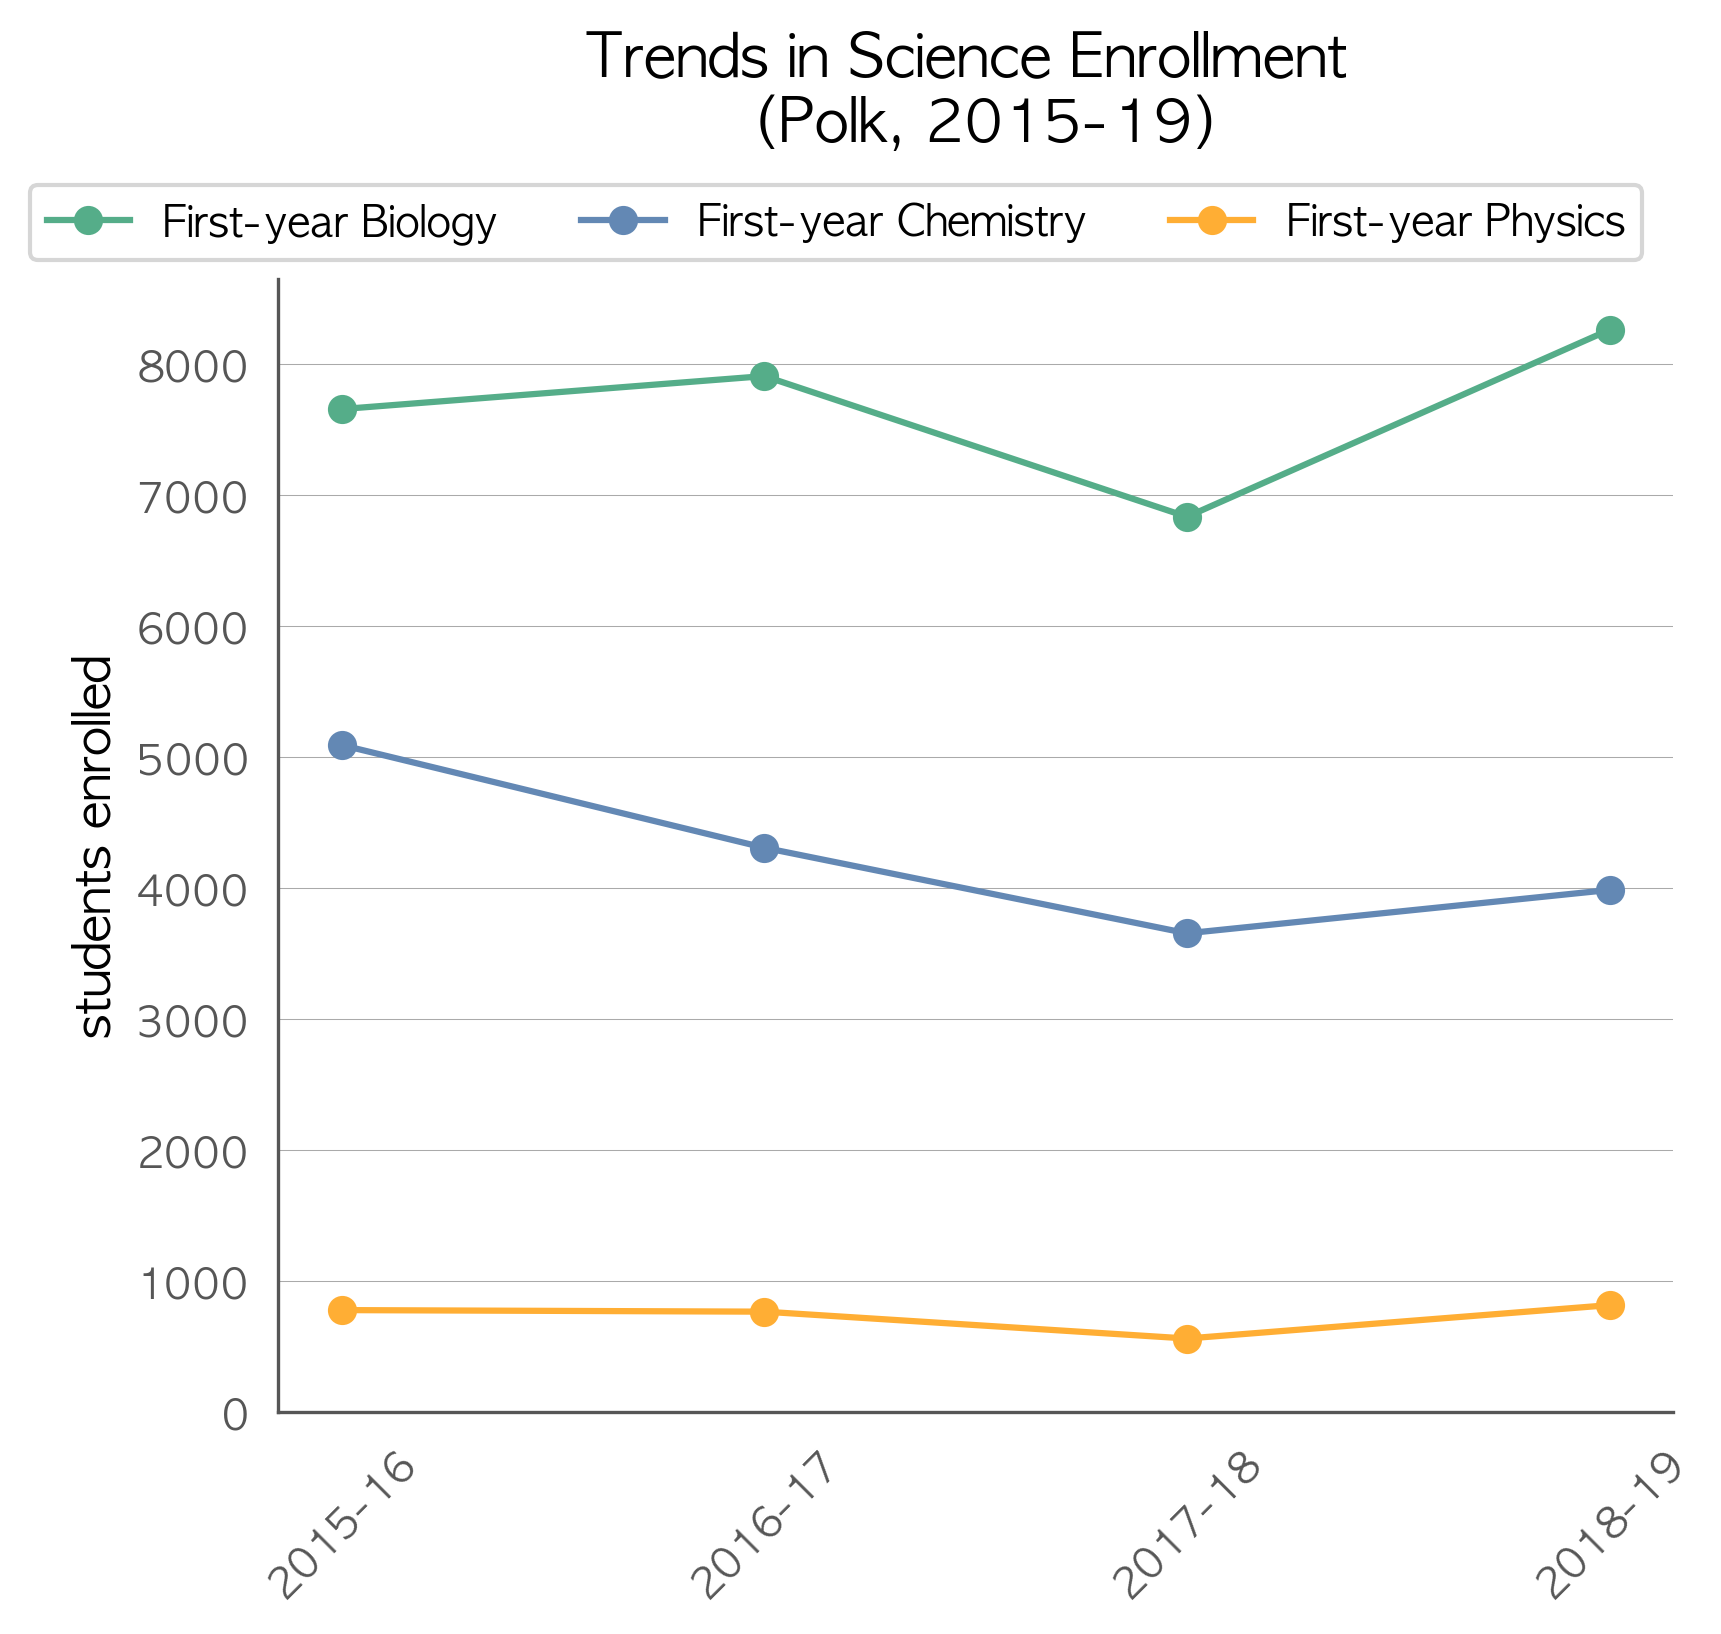 Trends in Science Enrollment
(Polk, 2015-19)
First-year Biology
First-year Chemistry
First-year Physics
8000
7000
6000
5000
4000
3000
2000
1000
0
students enrolled
2015-16
2016-17
2017-18
2018-19